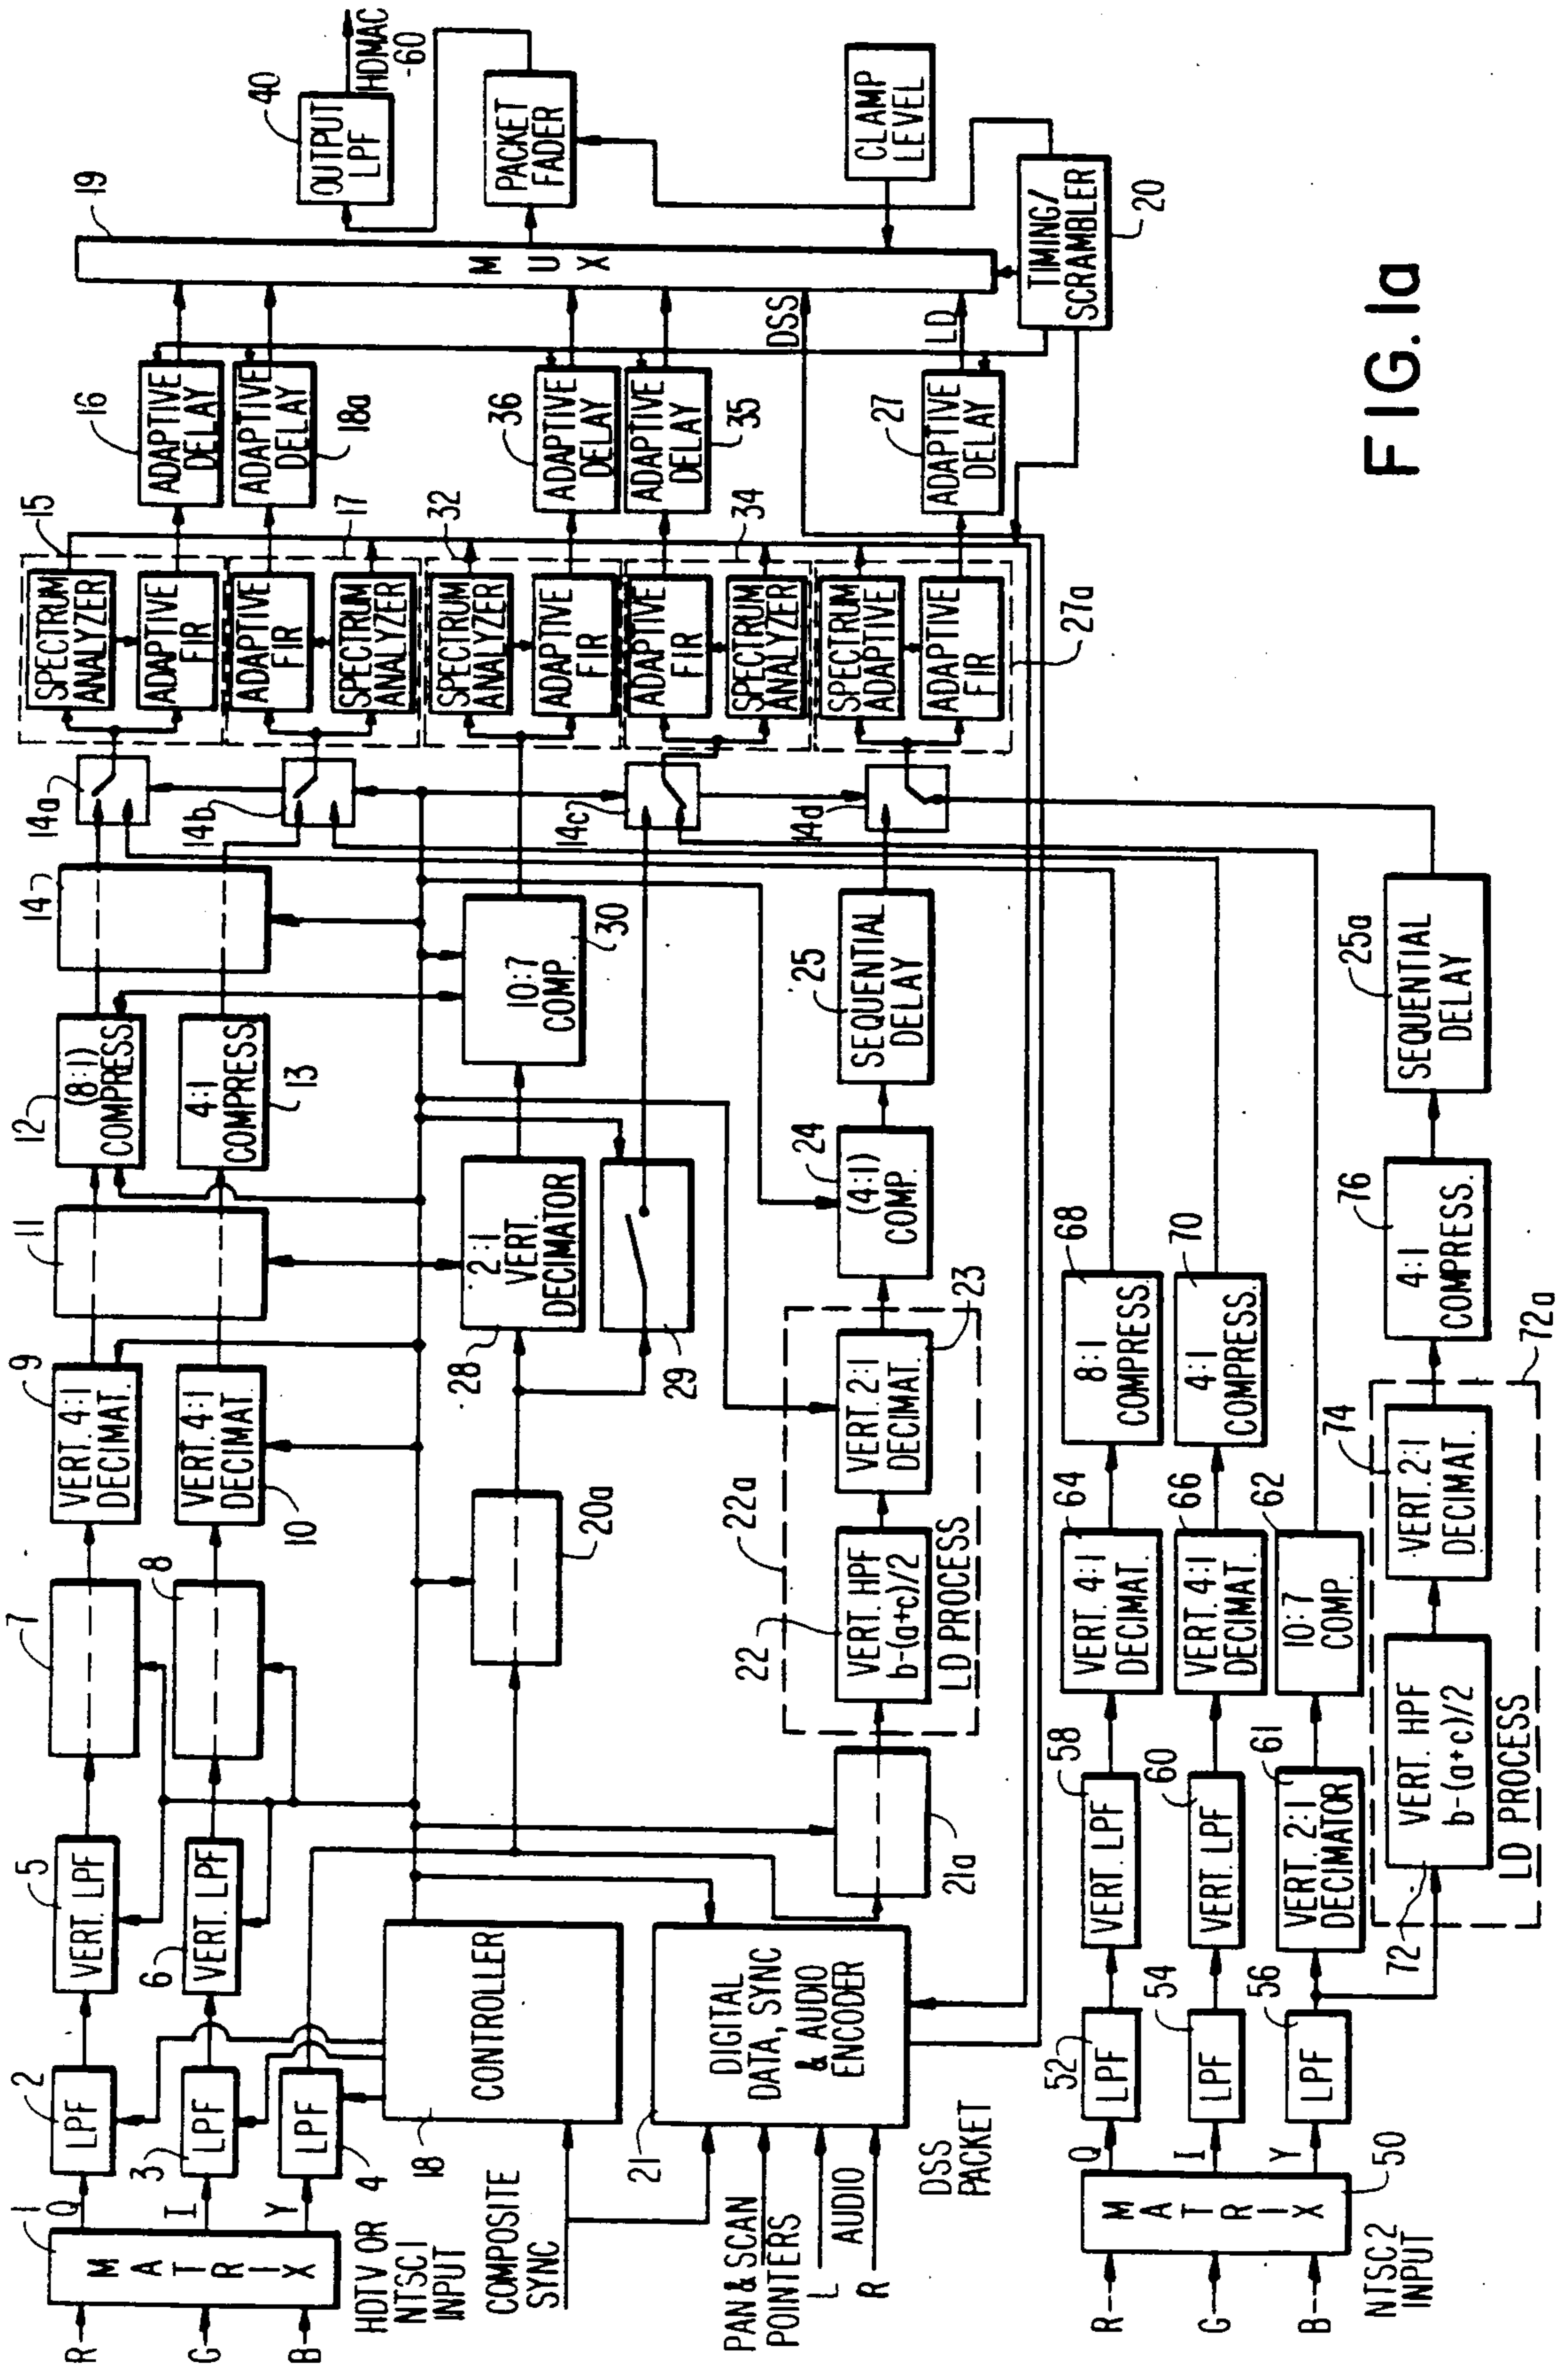 R
G
B
HDTV OR
NTSC1
INPUT
1
MATRIX
Q
I
Y
2
LPF
3
LPF
4
LPF
5
VERT. LPF
6
VERT. LPF
7
8
9
VERT. 4:1
DECIMAT.
10
VERT. 4:1
DECIMAT.
11
12
(8:1)
COMPRESS
13
4:1
COMPRESS
14
14a
14b
14c
14d
15
SPECTRUM
ANALYZER
ADAPTIVE
FIR
ADAPTIVE
FIR
SPECTRUM
ANALYZER
17
16
ADAPTIVE
DELAY
ADAPTIVE
DELAY
18a
19
MUX
40
OUTPUT
LPF
HDMAC
-60
PACKET
FADER
CLAMP
LEVEL
TIMING/
SCRAMBLER
20
COMPOSITE
SYNC
18
CONTROLLER
20a
28
2:1
VERT.
DECIMATOR
29
10:7
COMP.
30
32
SPECTRUM
ANALYZER
ADAPTIVE
FIR
ADAPTIVE
FIR
SPECTRUM
ANALYZER
34
36
ADAPTIVE
DELAY
ADAPTIVE
DELAY
35
DSS
LD
PAN & SCAN
POINTERS
L
AUDIO
R
21
DIGITAL
DATA, SYNC
& AUDIO
ENCODER
DSS
PACKET
21a
22
VERT. HPF
b-(a+c)/2
LD PROCESS
22a
VERT. 2:1
DECIMAT.
23
24
(4:1)
COMP.
25
SEQUENTIAL
DELAY
SPECTRUM
ADAPTIVE
ADAPTIVE
FIR
27a
27
ADAPTIVE
DELAY
R
G
B
NTSC2
INPUT
MATRIX
50
Q
I
Y
52
LPF
54
LPF
56
LPF
58
VERT. LPF
60
VERT. LPF
61
VERT. 2:1
DECIMATOR
64
VERT. 4:1
DECIMAT.
66
VERT. 4:1
DECIMAT.
62
10:7
COMP.
68
8:1
COMPRESS.
70
4:1
COMPRESS.
72
VERT. HPF
b-(a+c)/2
LD PROCESS
74
VERT. 2:1
DECIMAT.
72a
76
4:1
COMPRESS.
25a
SEQUENTIAL
DELAY
FIG. 1a